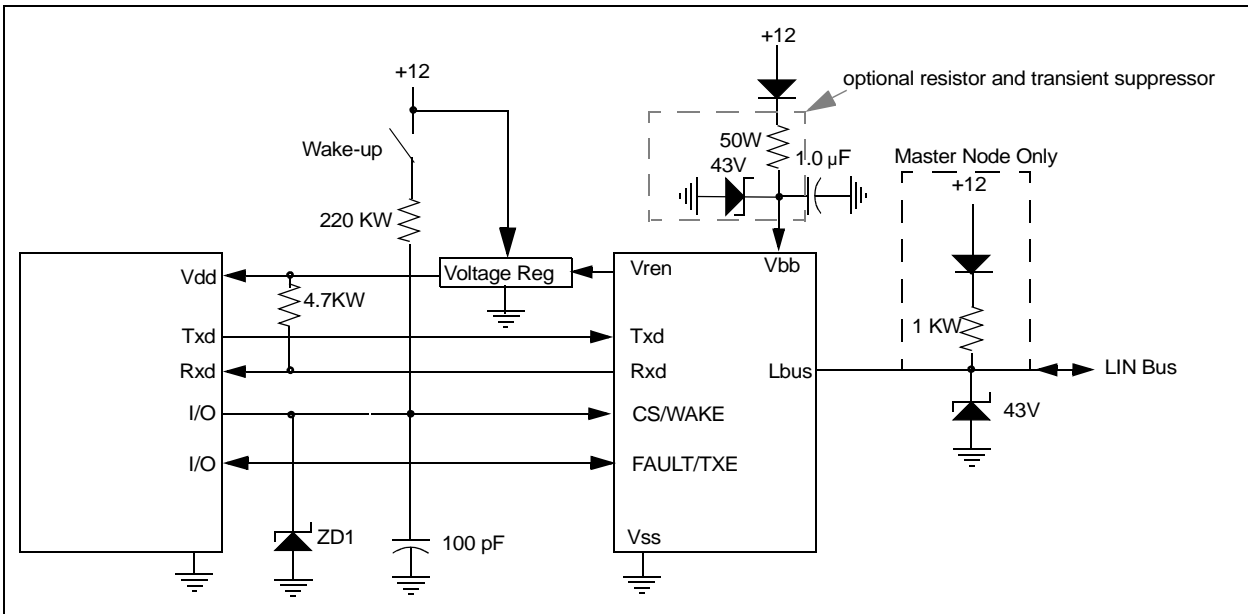 +12
optional resistor and transient suppressor
+12
Wake-up
50W
43V
1.0 µF
Master Node Only
+12
220 KW
Vdd
Voltage Reg
Vren
Vbb
4.7KW
1 KW
Txd
Txd
Rxd
Rxd
Lbus
LIN Bus
I/O
CS/WAKE
43V
I/O
FAULT/TXE
ZD1
100 pF
Vss